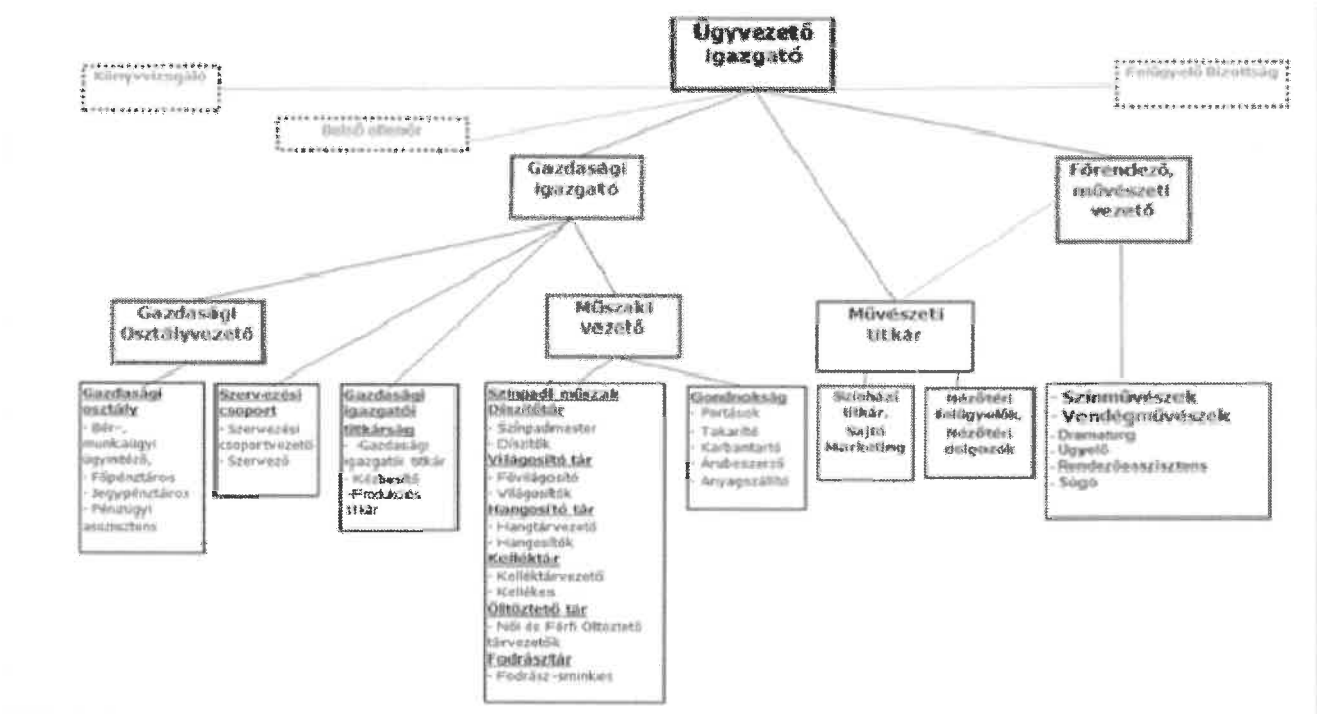 Ügyvezető
igazgató
Könyvvizsgáló
Felügyelő Bizottság
Belső ellenőr
Gazdasági
igazgató
Főrendező,
művészeti
vezető
Gazdasági
Osztályvezető
Műszaki
vezető
Művészeti
titkár
Gazdasági
osztály
- Bér-,
munkaügyi
ügyintéző,
- Főpénztáros
- Jegypénztáros
- Pénzügyi
asszisztens
Szervezési
csoport
- Szervezési
csoportvezető
- Szervező
Gazdasági
igazgatói
titkárság
- -Gazdasági
igazgatói titkár
- Kézbesítő
-Produkciós
titkár
Színpadi műszak
Díszítőtár
- Színpadmester
- Díszítők
Világosító tár
- Fővilágosító
- Világosítók
Hangosító tár
- Hangtárvezető
- Hangosítók
Kelléktár
- Kelléktárvezető
- Kellékes
Öltöztető tár
- Női és Férfi Öltöztető
tárvezetők
Fodrásztár
- Fodrász -sminkes
Gondnokság
- Portások
- Takarító
- Karbantartó
- Árubeszerző
- Anyagszállító
Színházi
titkár,
Sajtó
Marketing
Nézőtéri
felügyelők,
Nézőtéri
dolgozók
- Színművészek
- Vendégművészek
- Dramaturg
- Ügyelő
- Rendezőasszisztens
- Súgó